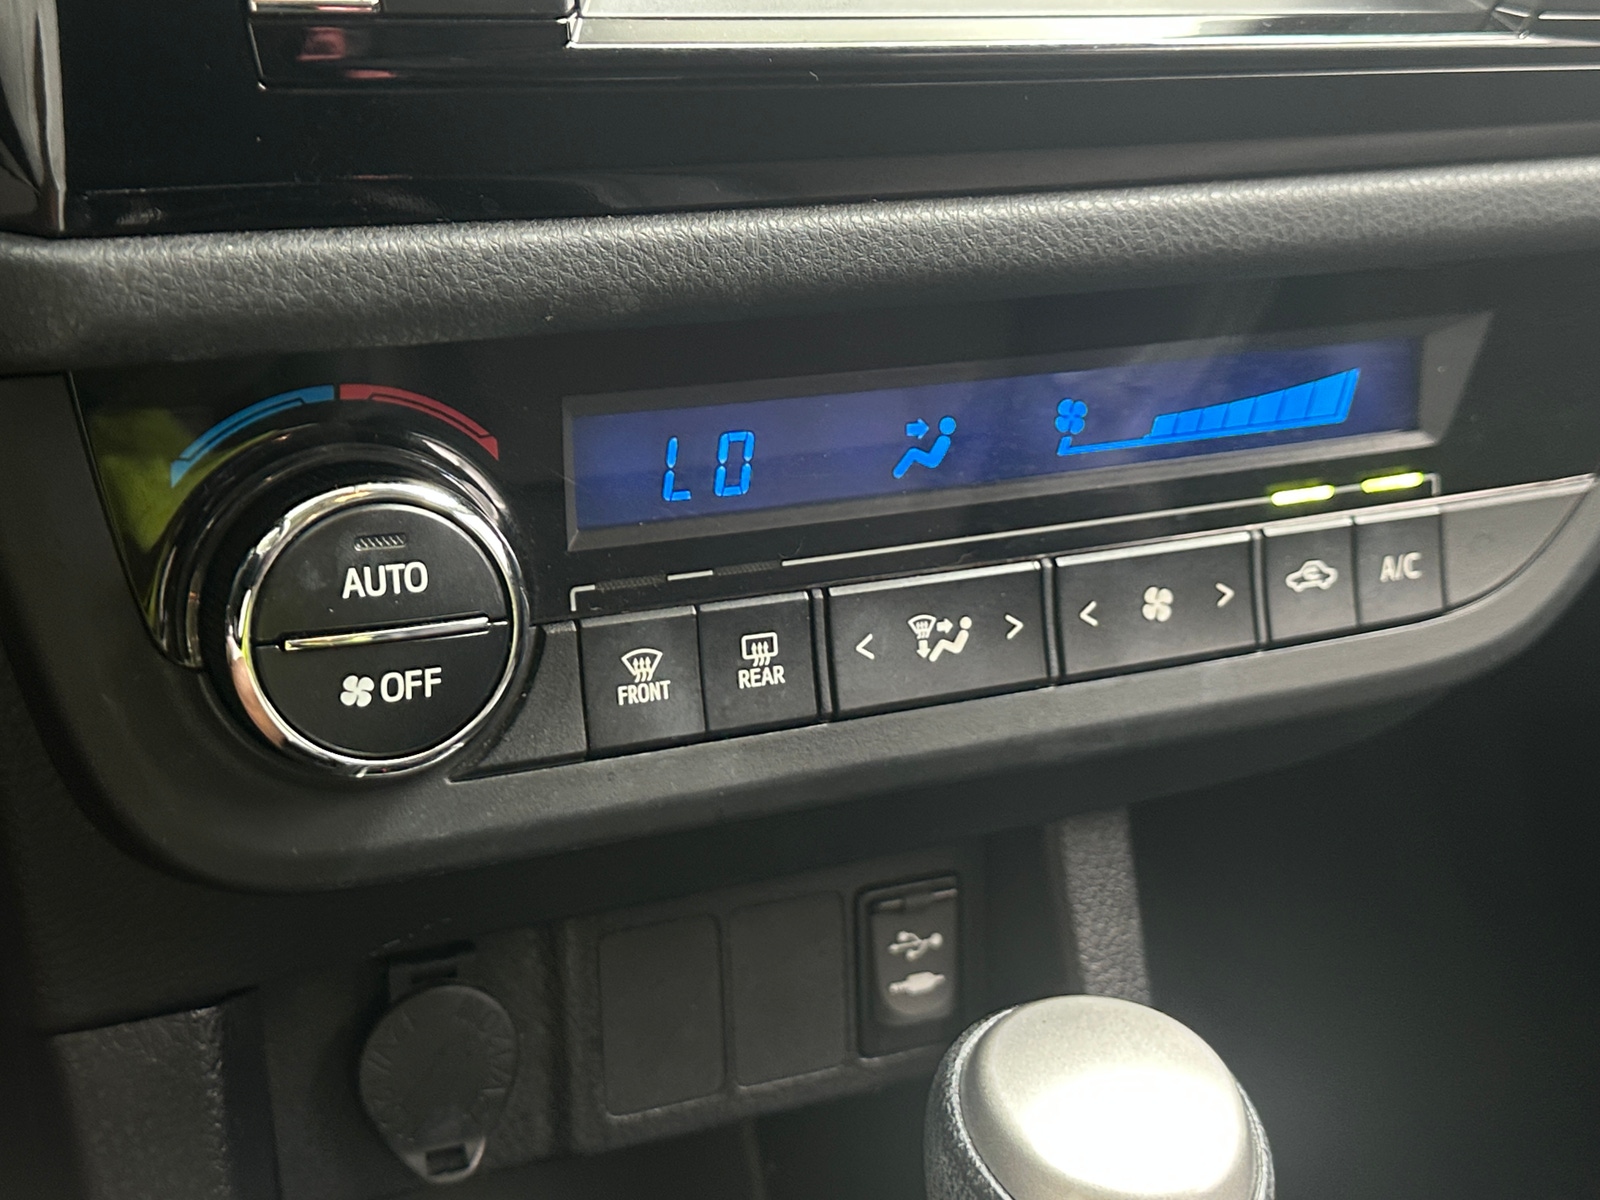 LO
AUTO
OFF
FRONT
REAR
< >
< >
A/C